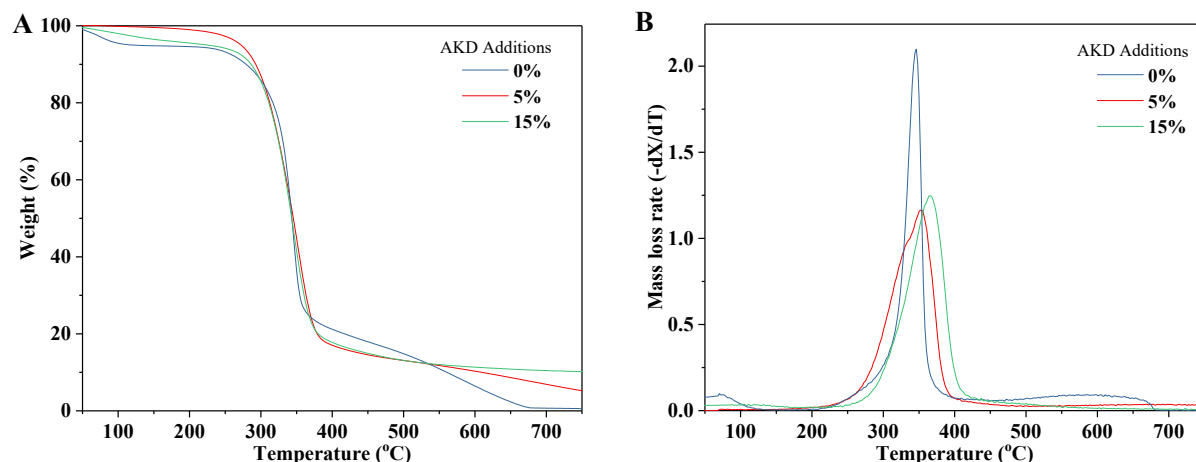 A
AKD Additions
0%
5%
15%
Weight (%)
100
80
60
40
20
0
100 200 300 400 500 600 700
Temperature (°C)
B
AKD Additions
0%
5%
15%
Mass loss rate (-dX/dT)
2.0
1.5
1.0
0.5
0.0
100 200 300 400 500 600 700
Temperature (°C)